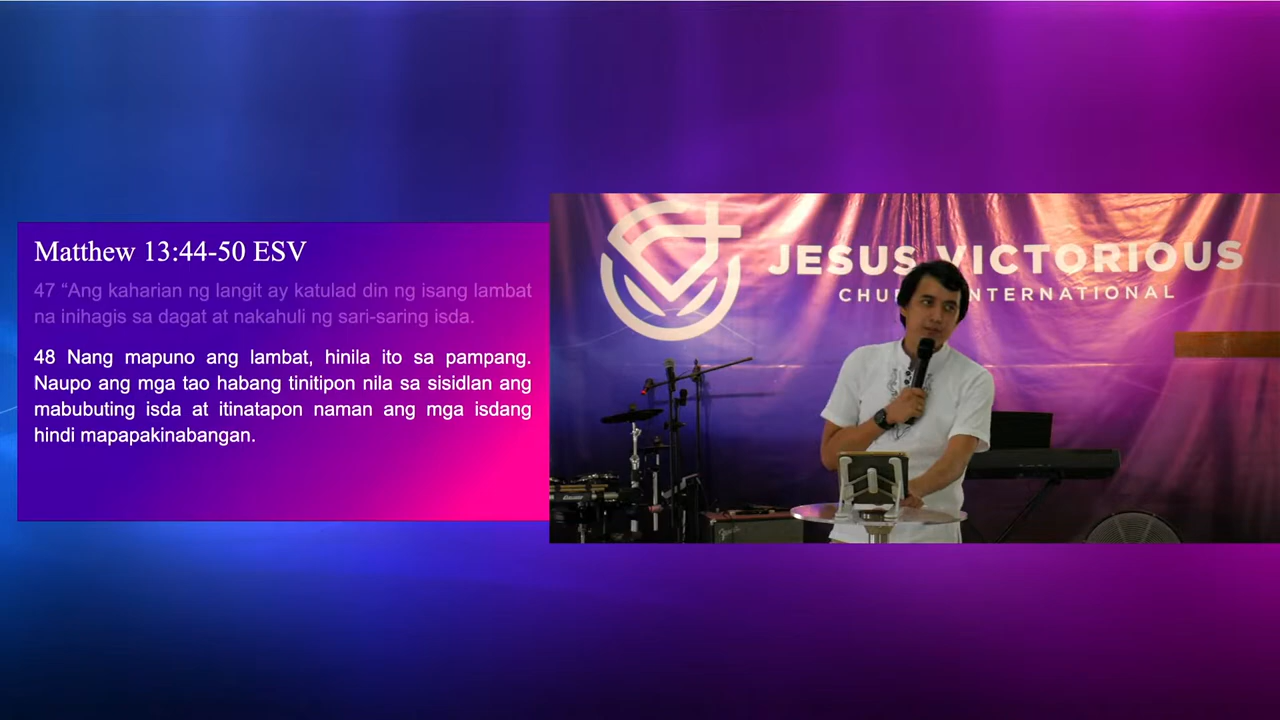 Matthew 13:44-50 ESV
47 “Ang kaharian ng langit ay katulad din ng isang lambat
na inihagis sa dagat at nakahuli ng sari-saring isda.
48 Nang mapuno ang lambat, hinila ito sa pampang.
Naupo ang mga tao habang tinitipon nila sa sisidlan ang
mabubuting isda at itinatapon naman ang mga isdang
hindi mapapakinabangan.
JESUS VICTORIOUS
INTERNATIONAL